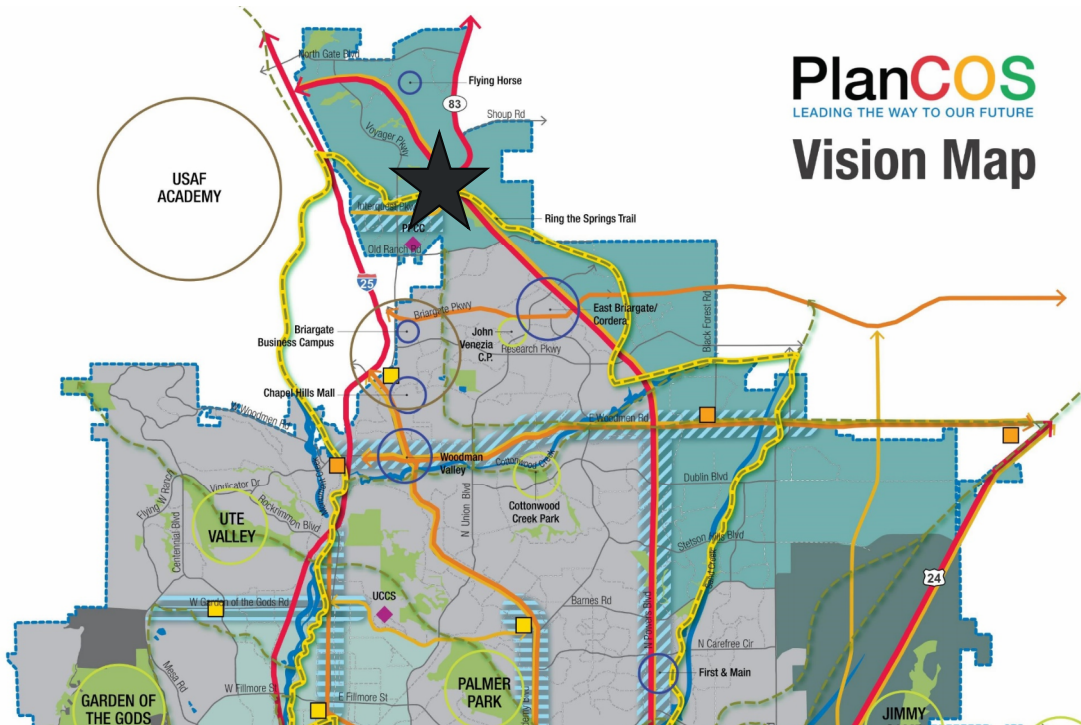 PlanCOS
LEADING THE WAY TO OUR FUTURE
Vision Map
North Gate Blvd
Flying Horse
83
Shoup Rd
Voyager Pkwy
USAF
ACADEMY
Interquest Pkwy
Ring the Springs Trail
PPCC
Old Ranch Rd
25
Briargate Pkwy
East Briargate/
Cordera
Black Forest Rd
Briargate
Business Campus
John
Venezia
C.P.
Research Pkwy
Chapel Hills Mall
W Woodmen Rd
E Woodmen Rd
Woodman
Valley
Cottonwood Creek
Dublin Blvd
Vindicator Dr
Flying W Ranch
Centennial Blvd
Rockrimmon Blvd
N Union Blvd
Cottonwood
Creek Park
UTE
VALLEY
Stetson Hills Blvd
24
UCCS
W Garden of the Gods Rd
Barnes Rd
N Powers Blvd
N Carefree Cir
Mesa Rd
First & Main
W Fillmore St
E Fillmore St
PALMER
PARK
GARDEN OF
THE GODS
JIMMY